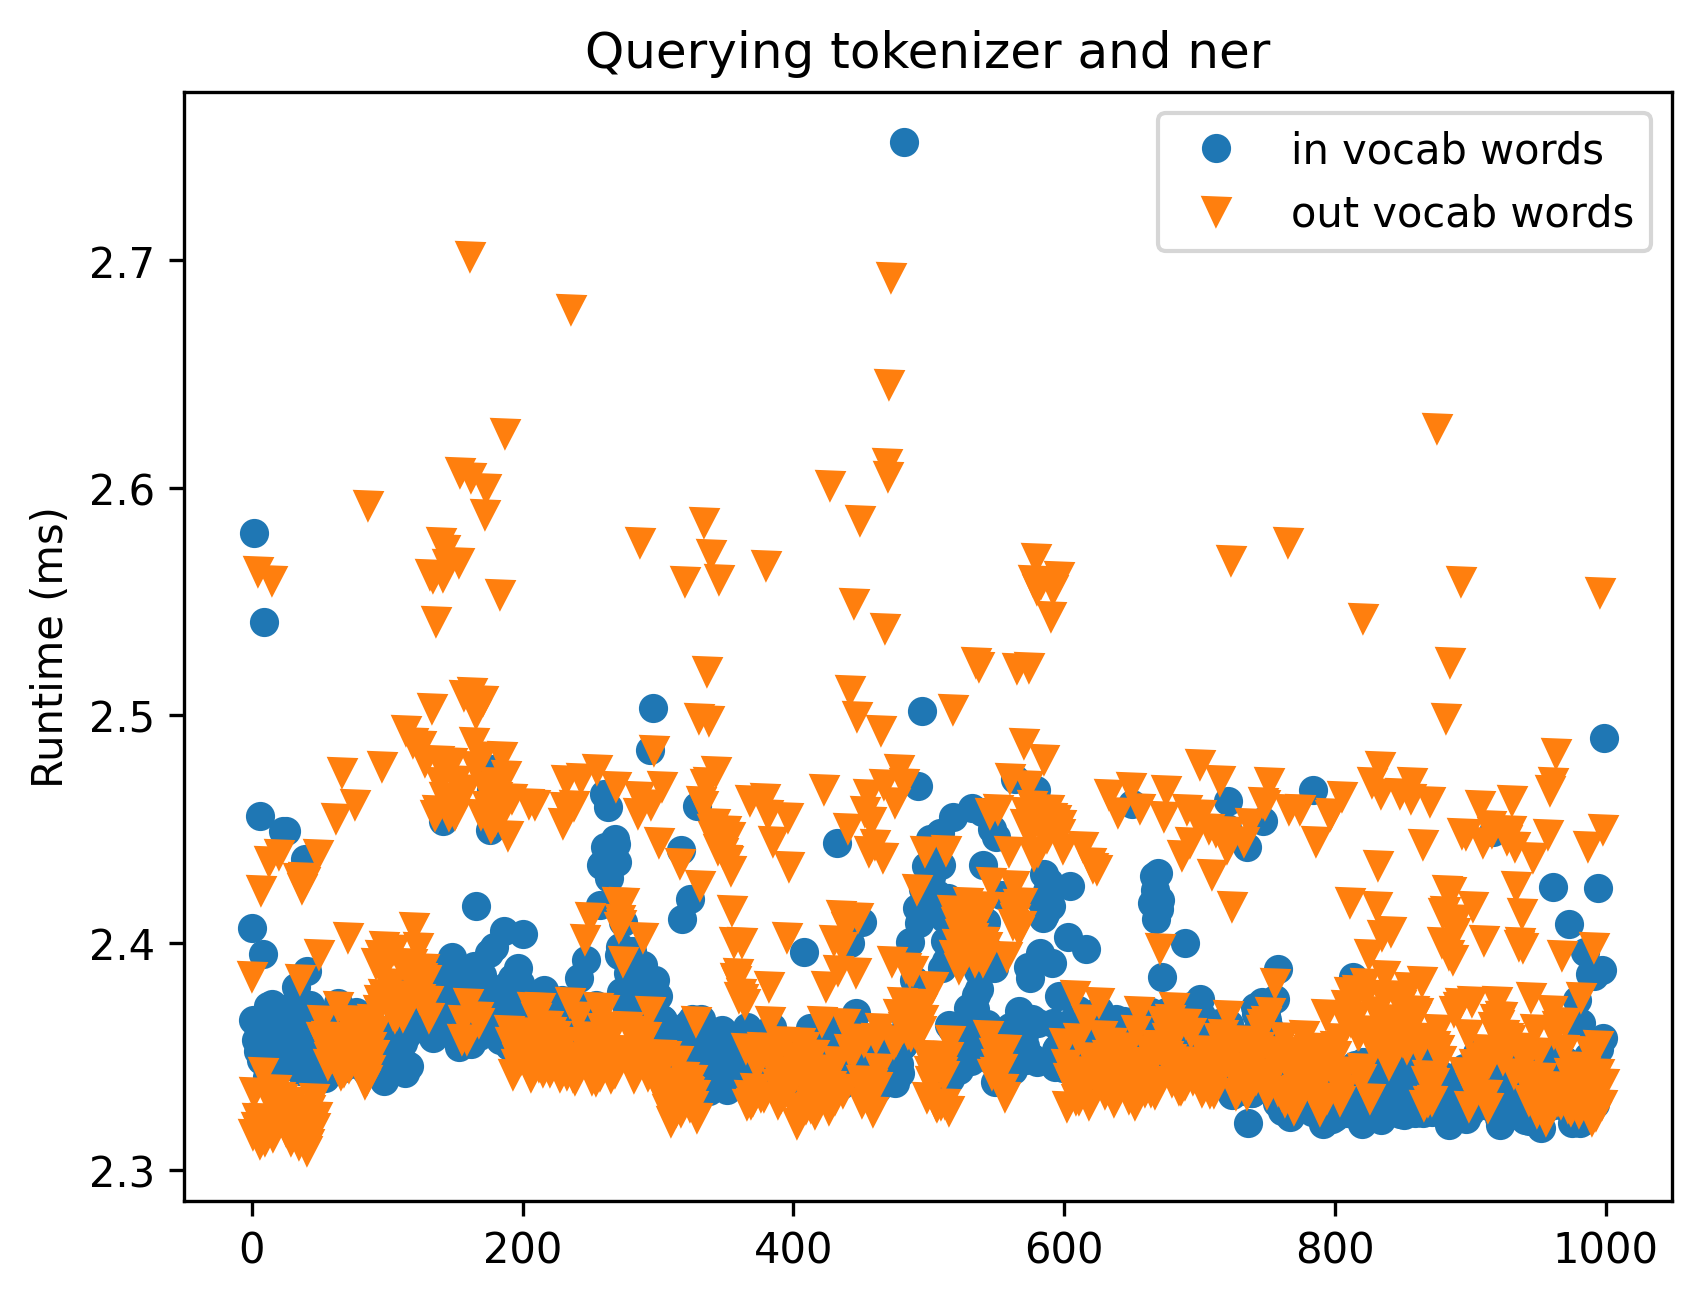 Querying tokenizer and ner
in vocab words
out vocab words
Runtime (ms)
2.7
2.6
2.5
2.4
2.3
0 200 400 600 800 1000